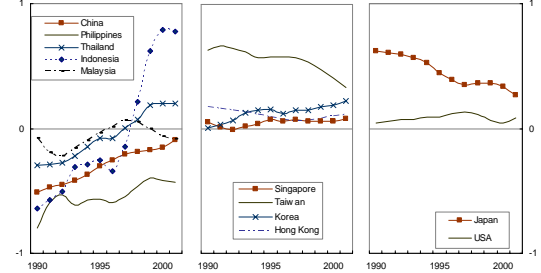 1
China
Philippines
Thailand
Indonesia
Malaysia
0
-1
1990 1995 2000
Singapore
Taiw an
Korea
Hong Kong
1990 1995 2000
1
0
Japan
USA
-1
1990 1995 2000